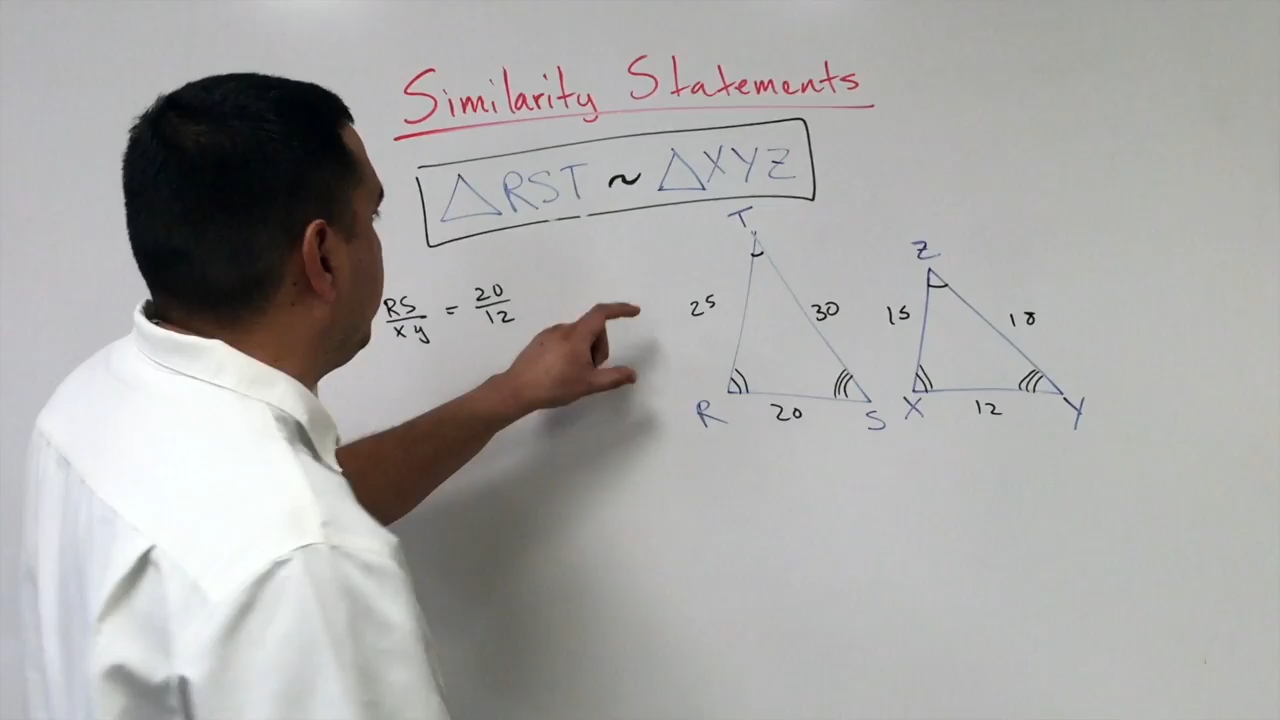 Similarity Statements
△RST ~ △XYZ
T
Z
RS/xy = 20/12
25
30
15
18
R
20
S
X
12
Y